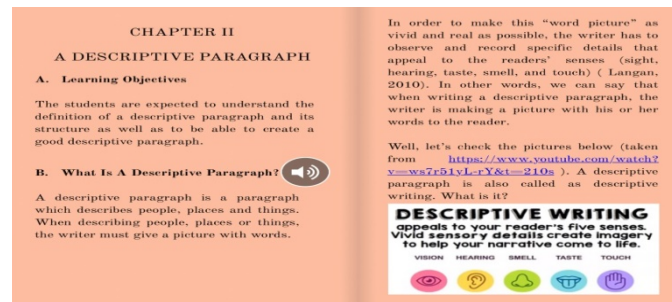 CHAPTER II
A DESCRIPTIVE PARAGRAPH
A. Learning Objectives
The students are expected to understand the
definition of a descriptive paragraph and its
structure as well as to be able to create a
good descriptive paragraph.
B. What Is A Descriptive Paragraph?
A descriptive paragraph is a paragraph
which describes people, places and things.
When describing people, places or things,
the writer must give a picture with words.
In order to make this “word picture” as
vivid and real as possible, the writer has to
observe and record specific details that
appeal to the readers’ senses (sight,
hearing, taste, smell, and touch) ( Langan,
2010). In other words, we can say that
when writing a descriptive paragraph, the
writer is making a picture with his or her
words to the reader.
Well, let’s check the pictures below (taken
from https://www.youtube.com/watch?
v=ws7r51yL-rY&t=210s ). A descriptive
paragraph is also called as descriptive
writing. What is it?
DESCRIPTIVE WRITING
appeals to your reader's five senses.
Vivid sensory details create imagery
to help your narrative come to life.
VISION HEARING SMELL TASTE TOUCH